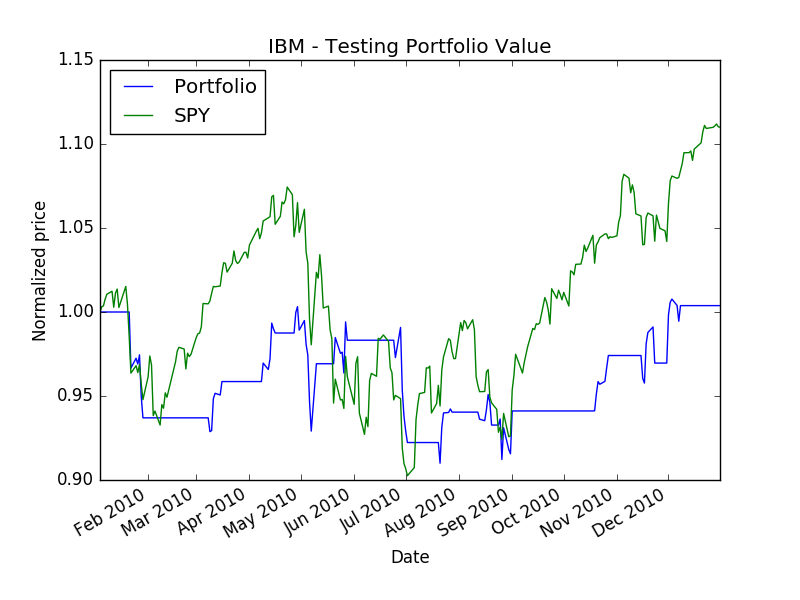 IBM - Testing Portfolio Value
Portfolio
SPY
1.15
1.10
1.05
1.00
0.95
0.90
Normalized price
Feb 2010
Mar 2010
Apr 2010
May 2010
Jun 2010
Jul 2010
Aug 2010
Sep 2010
Oct 2010
Nov 2010
Dec 2010
Date